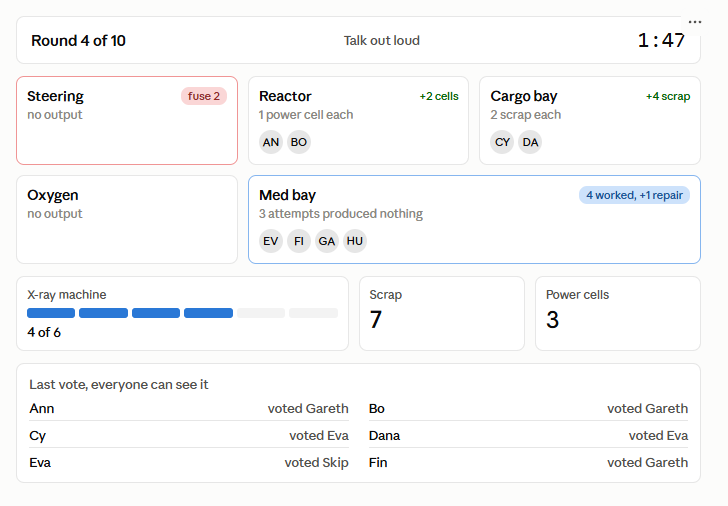 Round 4 of 10
Talk out loud
1:47
Steering
fuse 2
no output
Reactor
+2 cells
1 power cell each
AN BO
Cargo bay
+4 scrap
2 scrap each
CY DA
Oxygen
no output
Med bay
4 worked, +1 repair
3 attempts produced nothing
EV FI GA HU
X-ray machine
4 of 6
Scrap
7
Power cells
3
Last vote, everyone can see it
Ann voted Gareth
Bo voted Gareth
Cy voted Eva
Dana voted Eva
Eva voted Skip
Fin voted Gareth